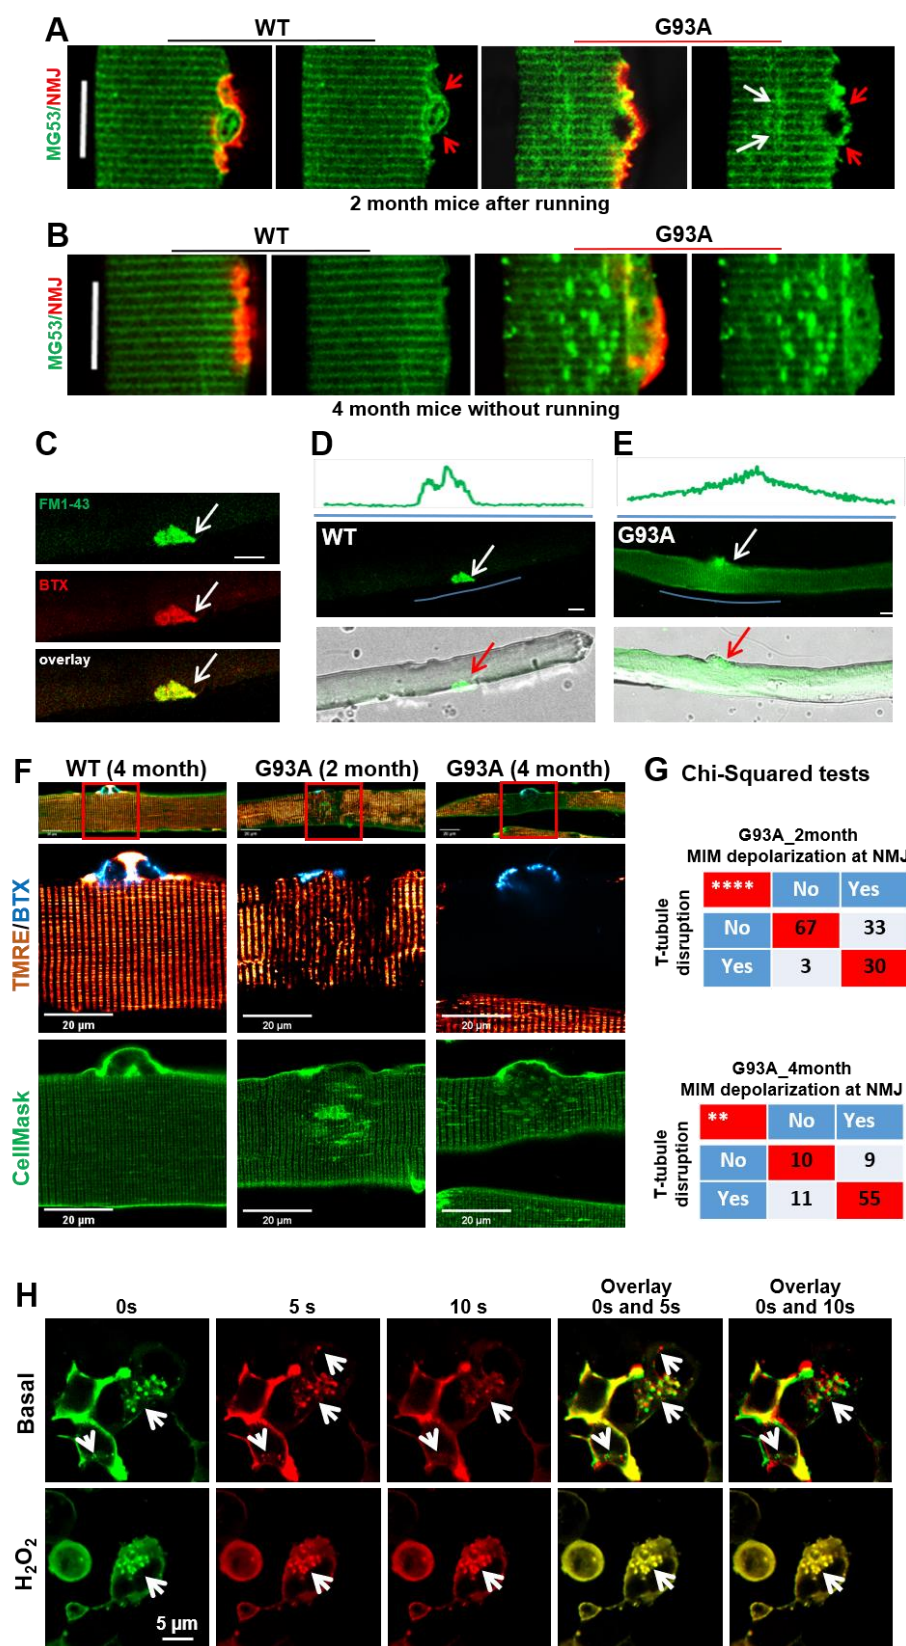 A
WT
G93A
MG53/NMJ
2 month mice after running
B
WT
G93A
MG53/NMJ
4 month mice without running
C
FM1-43
BTX
overlay
D
WT
E
G93A
F
WT (4 month)
G93A (2 month)
G93A (4 month)
TMRE/BTX
20 µm
20 µm
20 µm
CellMask
20 µm
20 µm
20 µm
G Chi-Squared tests
G93A_2month
MIM depolarization at NMJ
T-tubule
disruption
**** No Yes
No 67 33
Yes 3 30
G93A_4month
MIM depolarization at NMJ
T-tubule
disruption
** No Yes
No 10 9
Yes 11 55
H
0s
5 s
10 s
Overlay
0s and 5s
Overlay
0s and 10s
Basal
H₂O₂
5 µm